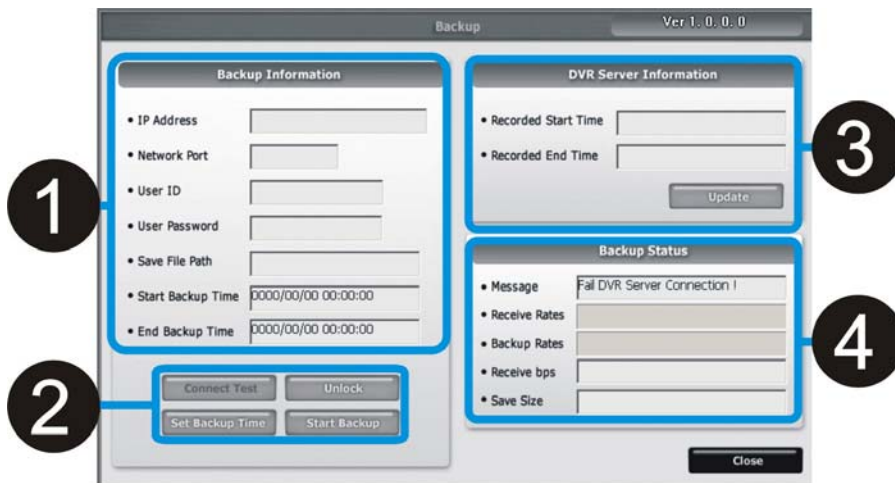 Backup
Ver 1. 0. 0. 0
Backup Information
• IP Address
• Network Port
• User ID
• User Password
• Save File Path
• Start Backup Time 0000/00/00 00:00:00
• End Backup Time 0000/00/00 00:00:00
1
Connect Test Unlock
Set Backup Time Start Backup
2
DVR Server Information
• Recorded Start Time
• Recorded End Time
Update
3
Backup Status
• Message Fail DVR Server Connection !
• Receive Rates
• Backup Rates
• Receive bps
• Save Size
4
Close